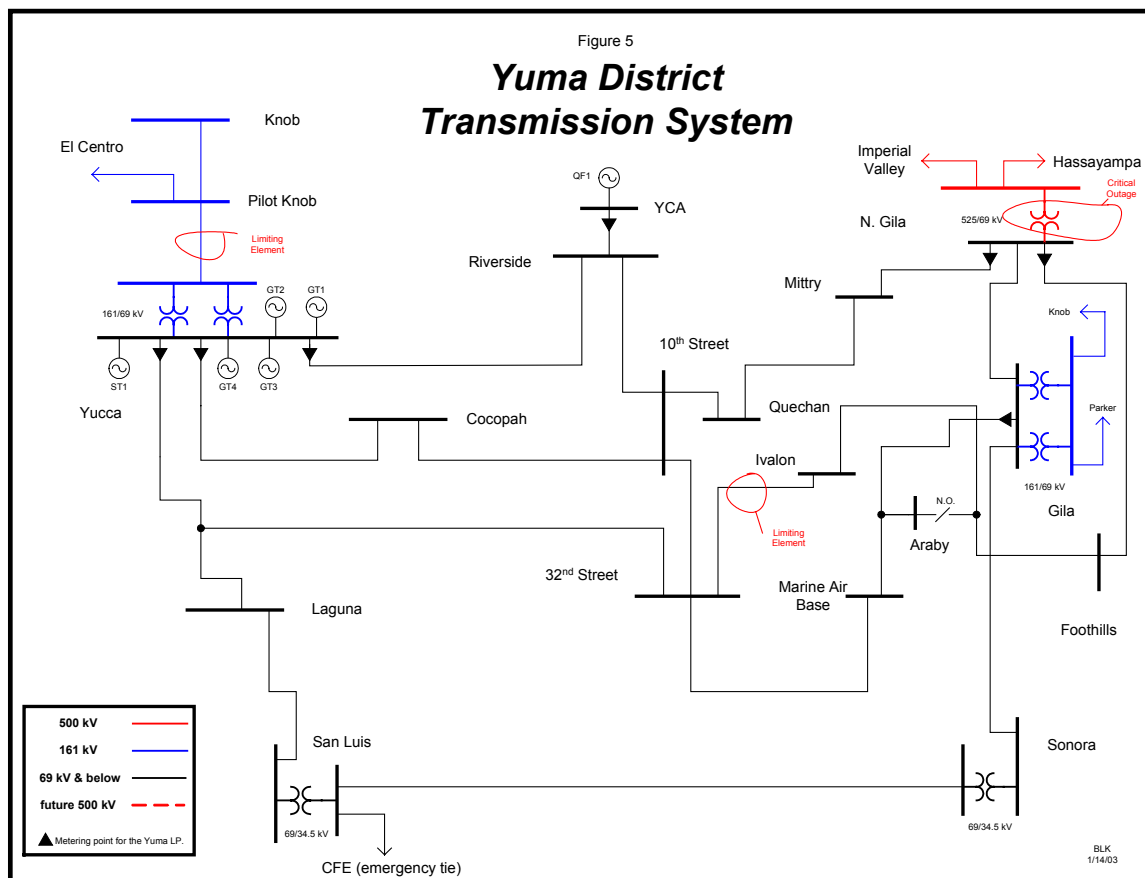 Figure 5
Yuma District
Transmission System
Knob
El Centro
Pilot Knob
Limiting
Element
161/69 kV
GT2
GT1
ST1
GT4
GT3
Yucca
QF1
YCA
Riverside
Imperial
Valley
Hassayampa
Critical
Outage
525/69 kV
N. Gila
Mittry
Knob
10th Street
Parker
Cocopah
Quechan
Ivalon
161/69 kV
Gila
N.O.
Araby
Limiting
Element
32nd Street
Marine Air
Base
Laguna
Foothills
500 kV
161 kV
69 kV & below
future 500 kV
Metering point for the Yuma LP.
San Luis
69/34.5 kV
CFE (emergency tie)
Sonora
69/34.5 kV
BLK
1/14/03